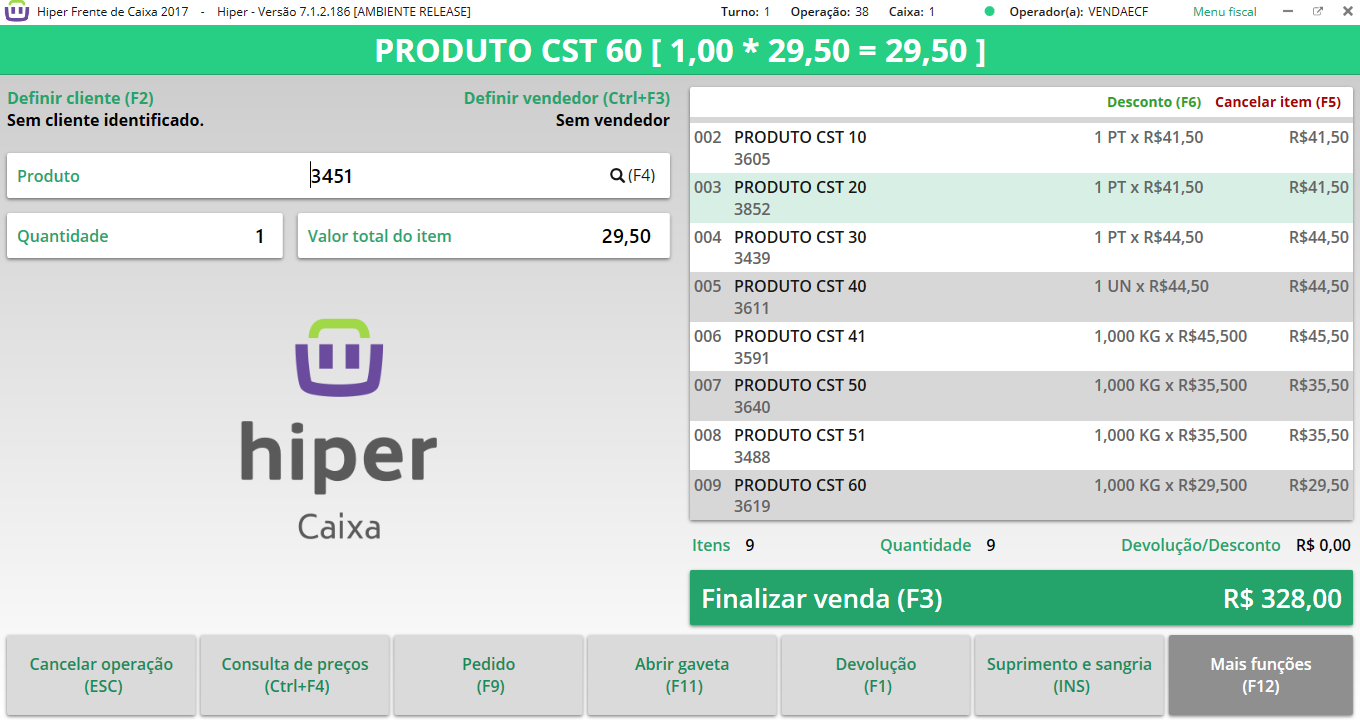 Hiper Frente de Caixa 2017 - Hiper - Versão 7.1.2.186 [AMBIENTE RELEASE] Turno: 1 Operação: 38 Caixa: 1 Operador(a): VENDAECF Menu fiscal
PRODUTO CST 60 [ 1,00 * 29,50 = 29,50 ]
Definir cliente (F2) Definir vendedor (Ctrl+F3)
Sem cliente identificado. Sem vendedor
Produto 3451 (F4)
Quantidade 1 Valor total do item 29,50
hiper
Caixa
Desconto (F6) Cancelar item (F5)
002 PRODUTO CST 10 1 PT x R$41,50 R$41,50
3605
003 PRODUTO CST 20 1 PT x R$41,50 R$41,50
3852
004 PRODUTO CST 30 1 PT x R$44,50 R$44,50
3439
005 PRODUTO CST 40 1 UN x R$44,50 R$44,50
3611
006 PRODUTO CST 41 1,000 KG x R$45,500 R$45,50
3591
007 PRODUTO CST 50 1,000 KG x R$35,500 R$35,50
3640
008 PRODUTO CST 51 1,000 KG x R$35,500 R$35,50
3488
009 PRODUTO CST 60 1,000 KG x R$29,500 R$29,50
3619
Itens 9 Quantidade 9 Devolução/Desconto R$ 0,00
Finalizar venda (F3) R$ 328,00
Cancelar operação
(ESC)
Consulta de preços
(Ctrl+F4)
Pedido
(F9)
Abrir gaveta
(F11)
Devolução
(F1)
Suprimento e sangria
(INS)
Mais funções
(F12)